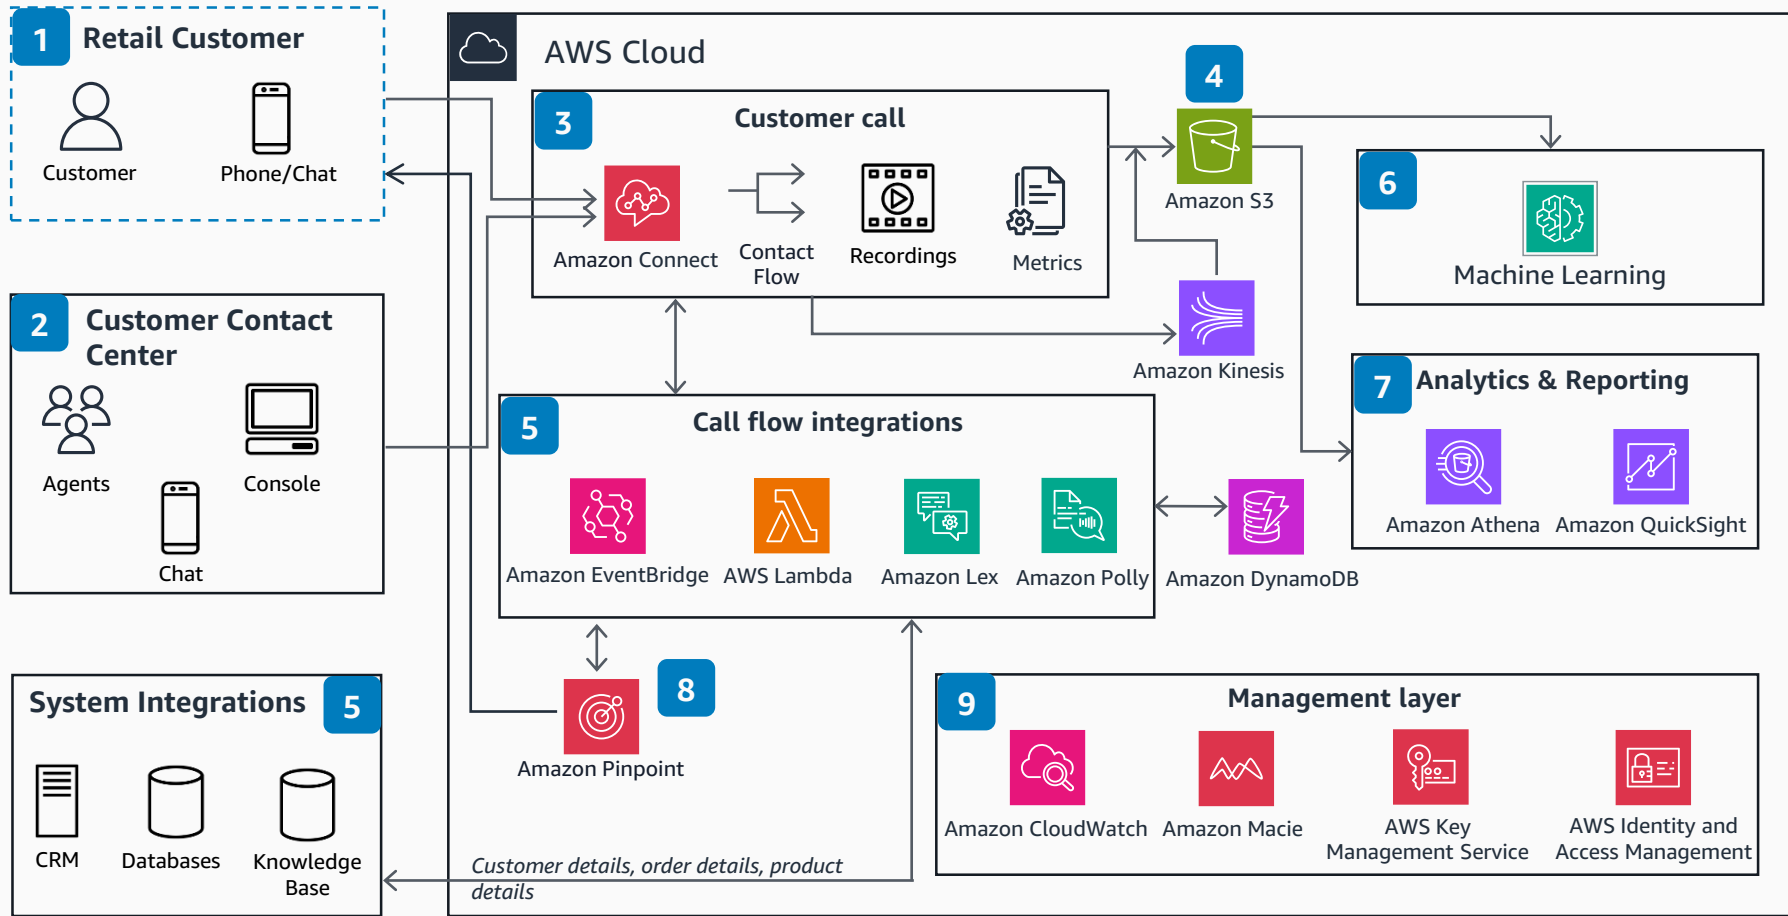 1
Retail Customer
Customer
Phone/Chat
2
Customer Contact
Center
Agents
Console
Chat
System Integrations
5
CRM
Databases
Knowledge
Base
AWS Cloud
3
Customer call
Amazon Connect
Contact
Flow
Recordings
Metrics
4
Amazon S3
Amazon Kinesis
5
Call flow integrations
Amazon EventBridge
AWS Lambda
Amazon Lex
Amazon Polly
Amazon DynamoDB
6
Machine Learning
7
Analytics & Reporting
Amazon Athena
Amazon QuickSight
8
Amazon Pinpoint
Customer details, order details, product
details
9
Management layer
Amazon CloudWatch
Amazon Macie
AWS Key
Management Service
AWS Identity and
Access Management